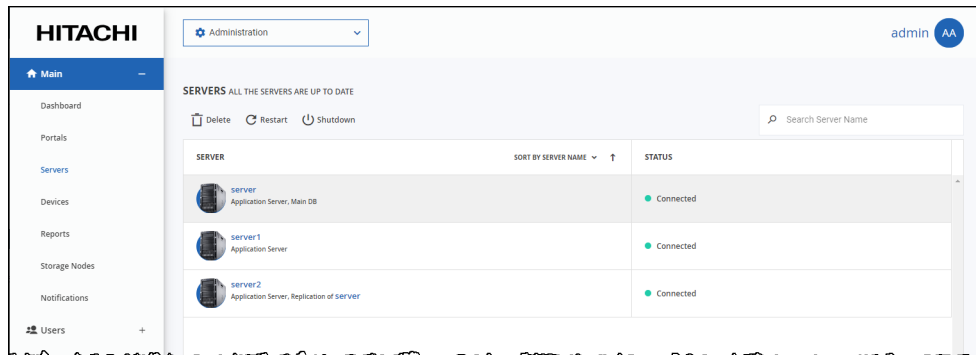 HITACHI
Administration
admin AA
Main
SERVERS ALL THE SERVERS ARE UP TO DATE
Dashboard
Delete Restart Shutdown
Search Server Name
Portals
SERVER SORT BY SERVER NAME STATUS
Servers
server
Application Server, Main DB
Connected
Devices
Reports
server1
Application Server
Connected
Storage Nodes
server2
Application Server, Replication of server
Connected
Notifications
Users